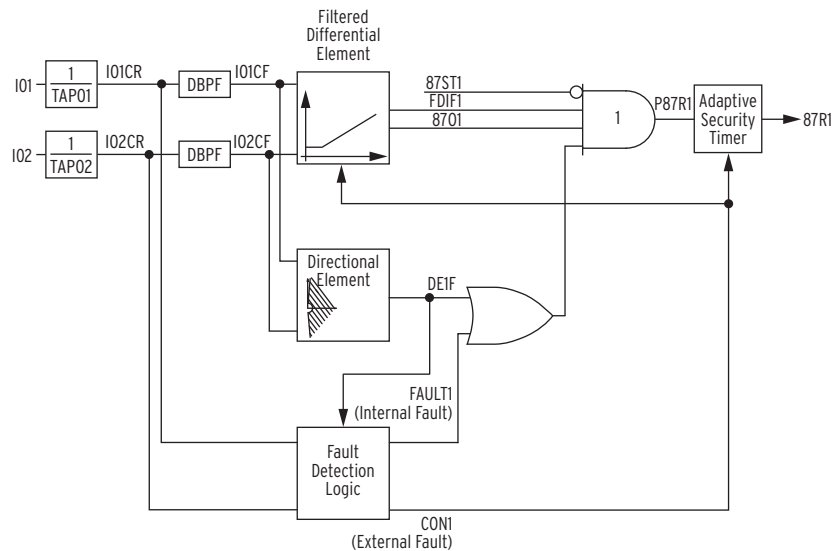 Filtered
Differential
Element
I01
1
TAP01
I01CR
DBPF
I01CF
I02
1
TAP02
I02CR
DBPF
I02CF
87ST1
FDIF1
87O1
1
P87R1
Adaptive
Security
Timer
87R1
Directional
Element
DE1F
FAULT1
(Internal Fault)
Fault
Detection
Logic
CON1
(External Fault)